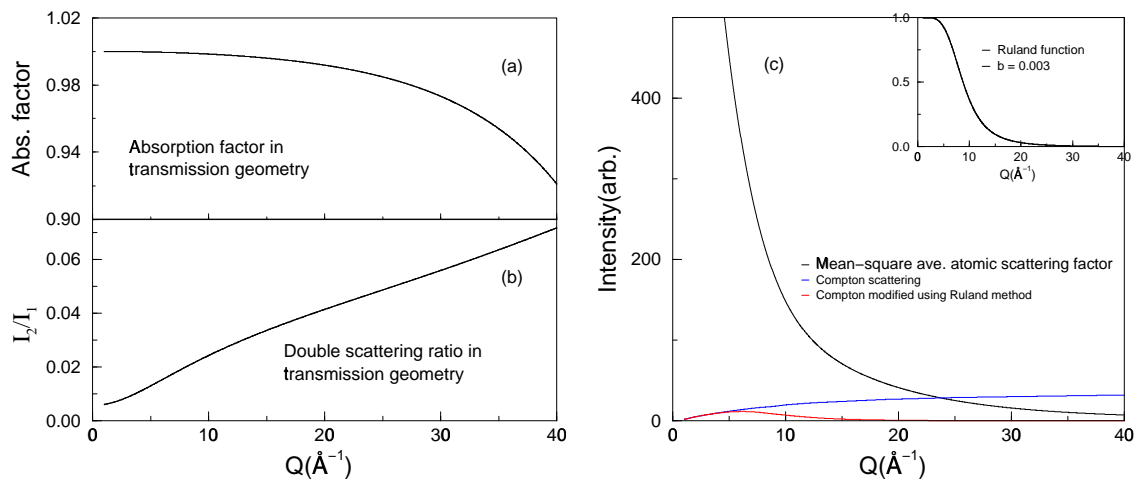 1.02
0.98
0.94
0.90
Abs. factor
(a)
Absorption factor in
transmission geometry
0.06
0.04
0.02
0.00
I₂/I₁
(b)
Double scattering ratio in
transmission geometry
0
10
20
30
40
Q(Å⁻¹)
400
200
0
Intensity(arb.)
(c)
Mean−square ave. atomic scattering factor
Compton scattering
Compton modified using Ruland method
0
10
20
30
40
Q(Å⁻¹)
1.0
0.5
0.0
Ruland function
b = 0.003
0
10
20
30
40
Q(Å⁻¹)